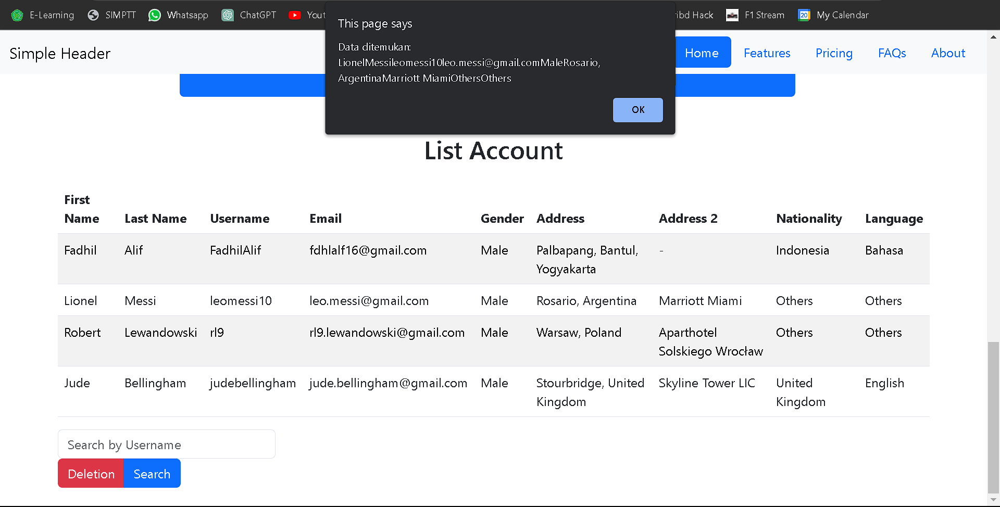 E-Learning SIMPTT Whatsapp ChatGPT F1 Stream My Calendar
This page says
Data ditemukan:
LionelMessileomessi10leo.messi@gmail.comMaleRosario,
ArgentinaMarriott MiamiOthersOthers
OK
Simple Header Home Features Pricing FAQs About
List Account
First
Name Last Name Username Email Gender Address Address 2 Nationality Language
Fadhil Alif FadhilAlif fdhlalf16@gmail.com Male Palbapang, Bantul, - Indonesia Bahasa
Yogyakarta
Lionel Messi leomessi10 leo.messi@gmail.com Male Rosario, Argentina Marriott Miami Others Others
Robert Lewandowski rl9 rl9.lewandowski@gmail.com Male Warsaw, Poland Aparthotel Others Others
Solskiego Wrocław
Jude Bellingham judebellingham jude.bellingham@gmail.com Male Stourbridge, United Skyline Tower LIC United English
Kingdom Kingdom
Search by Username
Deletion Search